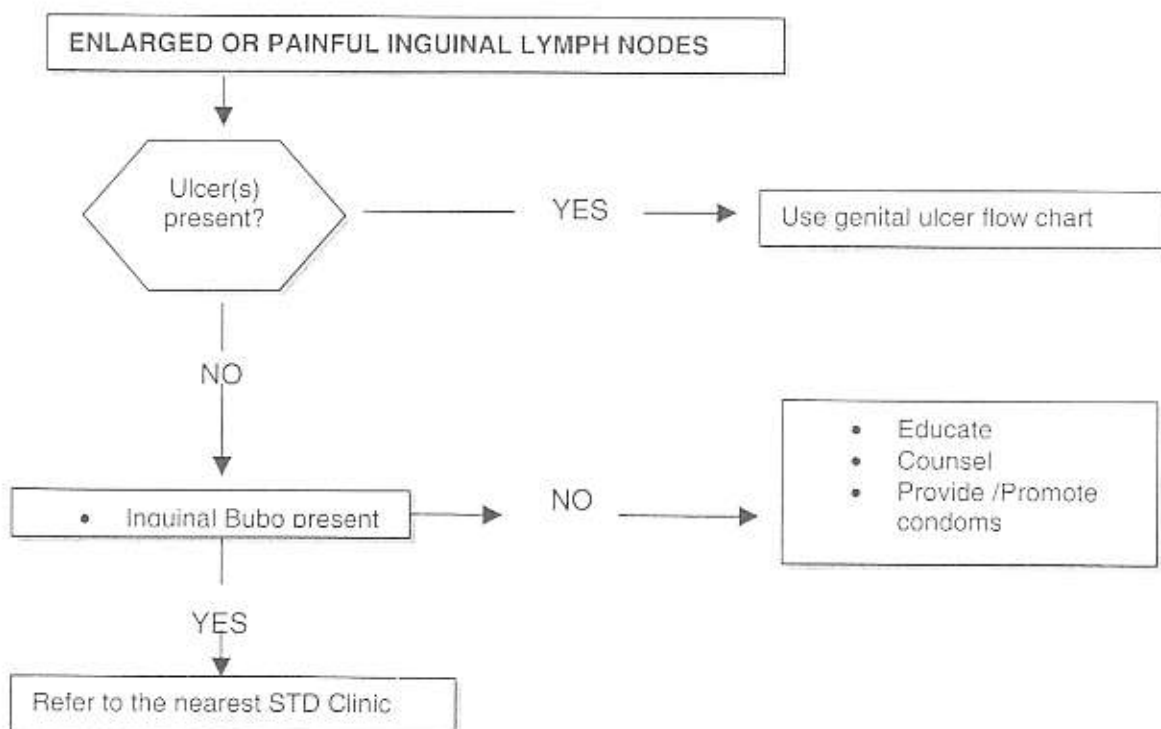 ENLARGED OR PAINFUL INGUINAL LYMPH NODES
Ulcer(s)
present?
YES
Use genital ulcer flow chart
NO
• Educate
• Counsel
• Provide /Promote
condoms
• Inguinal Bubo present
NO
YES
Refer to the nearest STD Clinic